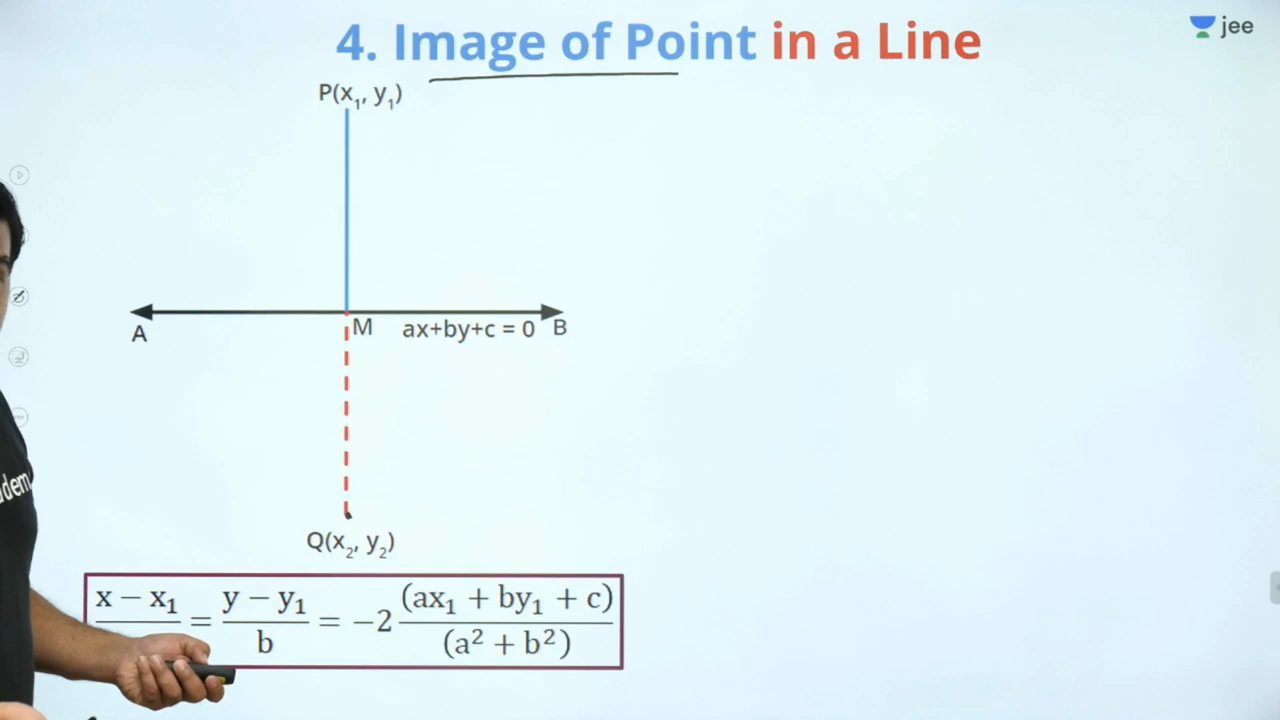 4. Image of Point in a Line
jee
P(x₁, y₁)
A
M
ax+by+c = 0
B
Q(x₂, y₂)
x − x₁ / = y − y₁ / b = −2 (ax₁ + by₁ + c) / (a² + b²)